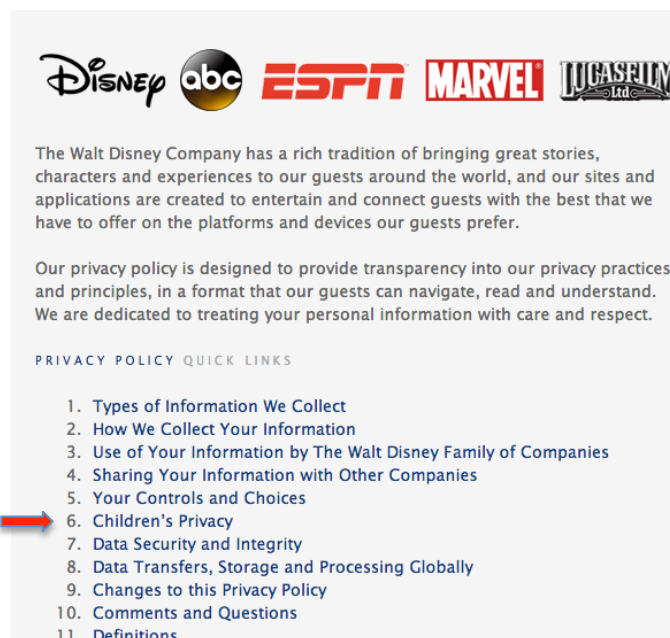 Disney abc ESPN MARVEL LUCASFILM Ltd
The Walt Disney Company has a rich tradition of bringing great stories,
characters and experiences to our guests around the world, and our sites and
applications are created to entertain and connect guests with the best that we
have to offer on the platforms and devices our guests prefer.
Our privacy policy is designed to provide transparency into our privacy practices
and principles, in a format that our guests can navigate, read and understand.
We are dedicated to treating your personal information with care and respect.
PRIVACY POLICY QUICK LINKS
1. Types of Information We Collect
2. How We Collect Your Information
3. Use of Your Information by The Walt Disney Family of Companies
4. Sharing Your Information with Other Companies
5. Your Controls and Choices
6. Children's Privacy
7. Data Security and Integrity
8. Data Transfers, Storage and Processing Globally
9. Changes to this Privacy Policy
10. Comments and Questions
11. Definitions